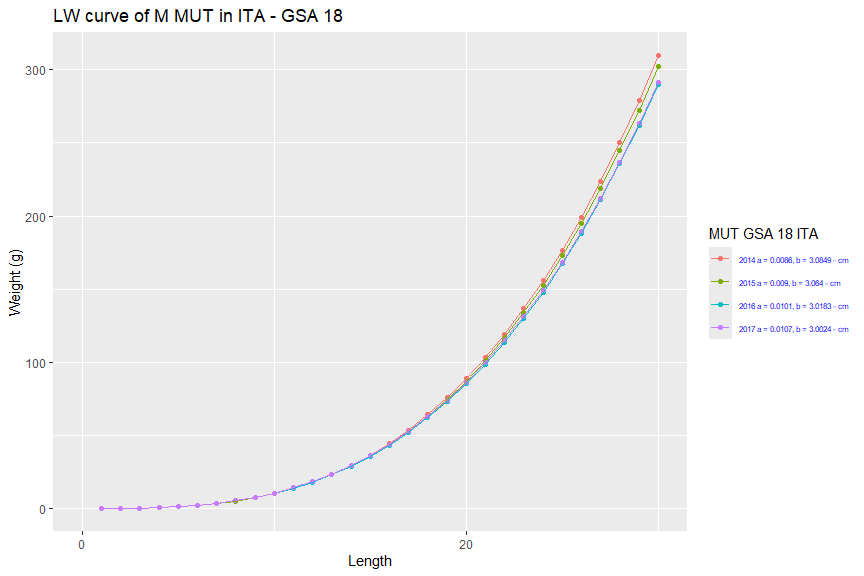 LW curve of M MUT in ITA - GSA 18
300
200
100
0
Weight (g)
0
20
Length
MUT GSA 18 ITA
2014 a = 0.0086, b = 3.0849 - cm
2015 a = 0.009, b = 3.064 - cm
2016 a = 0.0101, b = 3.0183 - cm
2017 a = 0.0107, b = 3.0024 - cm